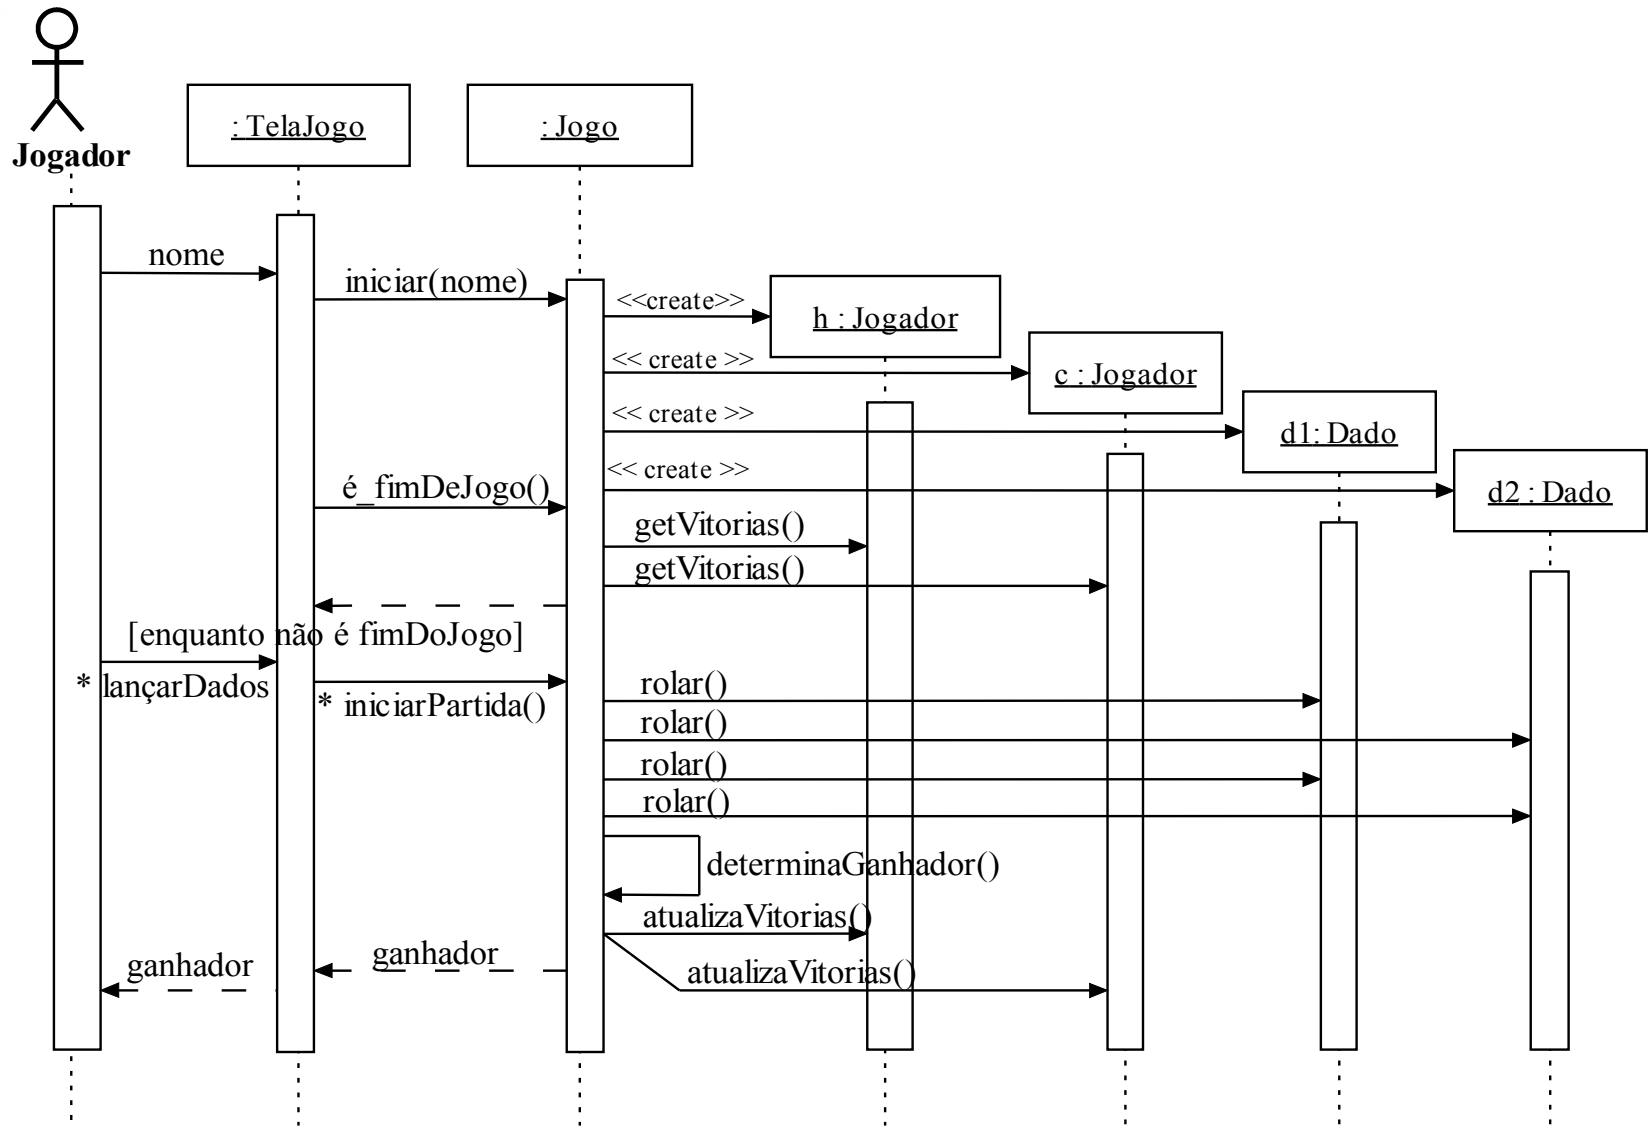 Jogador
: TelaJogo
: Jogo
nome
iniciar(nome)
<<create>>
h : Jogador
<< create >>
c : Jogador
<< create >>
d1: Dado
<< create >>
d2 : Dado
é_fimDeJogo()
getVitorias()
getVitorias()
[enquanto não é fimDoJogo]
* lançarDados
* iniciarPartida()
rolar()
rolar()
rolar()
rolar()
determinaGanhador()
atualizaVitorias()
ganhador
ganhador
atualizaVitorias()